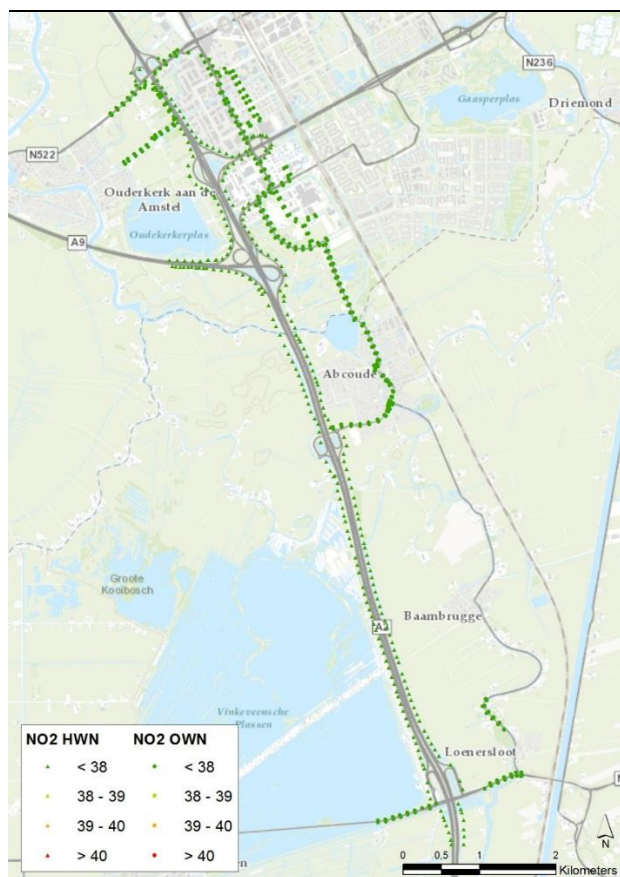 N236
Gaasperplas
Driemond
N522
Ouderkerk aan de
Amstel
Oudekerkerplas
A9
Abcoude
Groote
Kooibosch
Baambrugge
A2
Vinkeveensche
Plassen
Loenersloot
N
NO2 HWN NO2 OWN
< 38 < 38
38 - 39 38 - 39
39 - 40 39 - 40
> 40 > 40
en
0 0,5 1 2
Kilometers
N